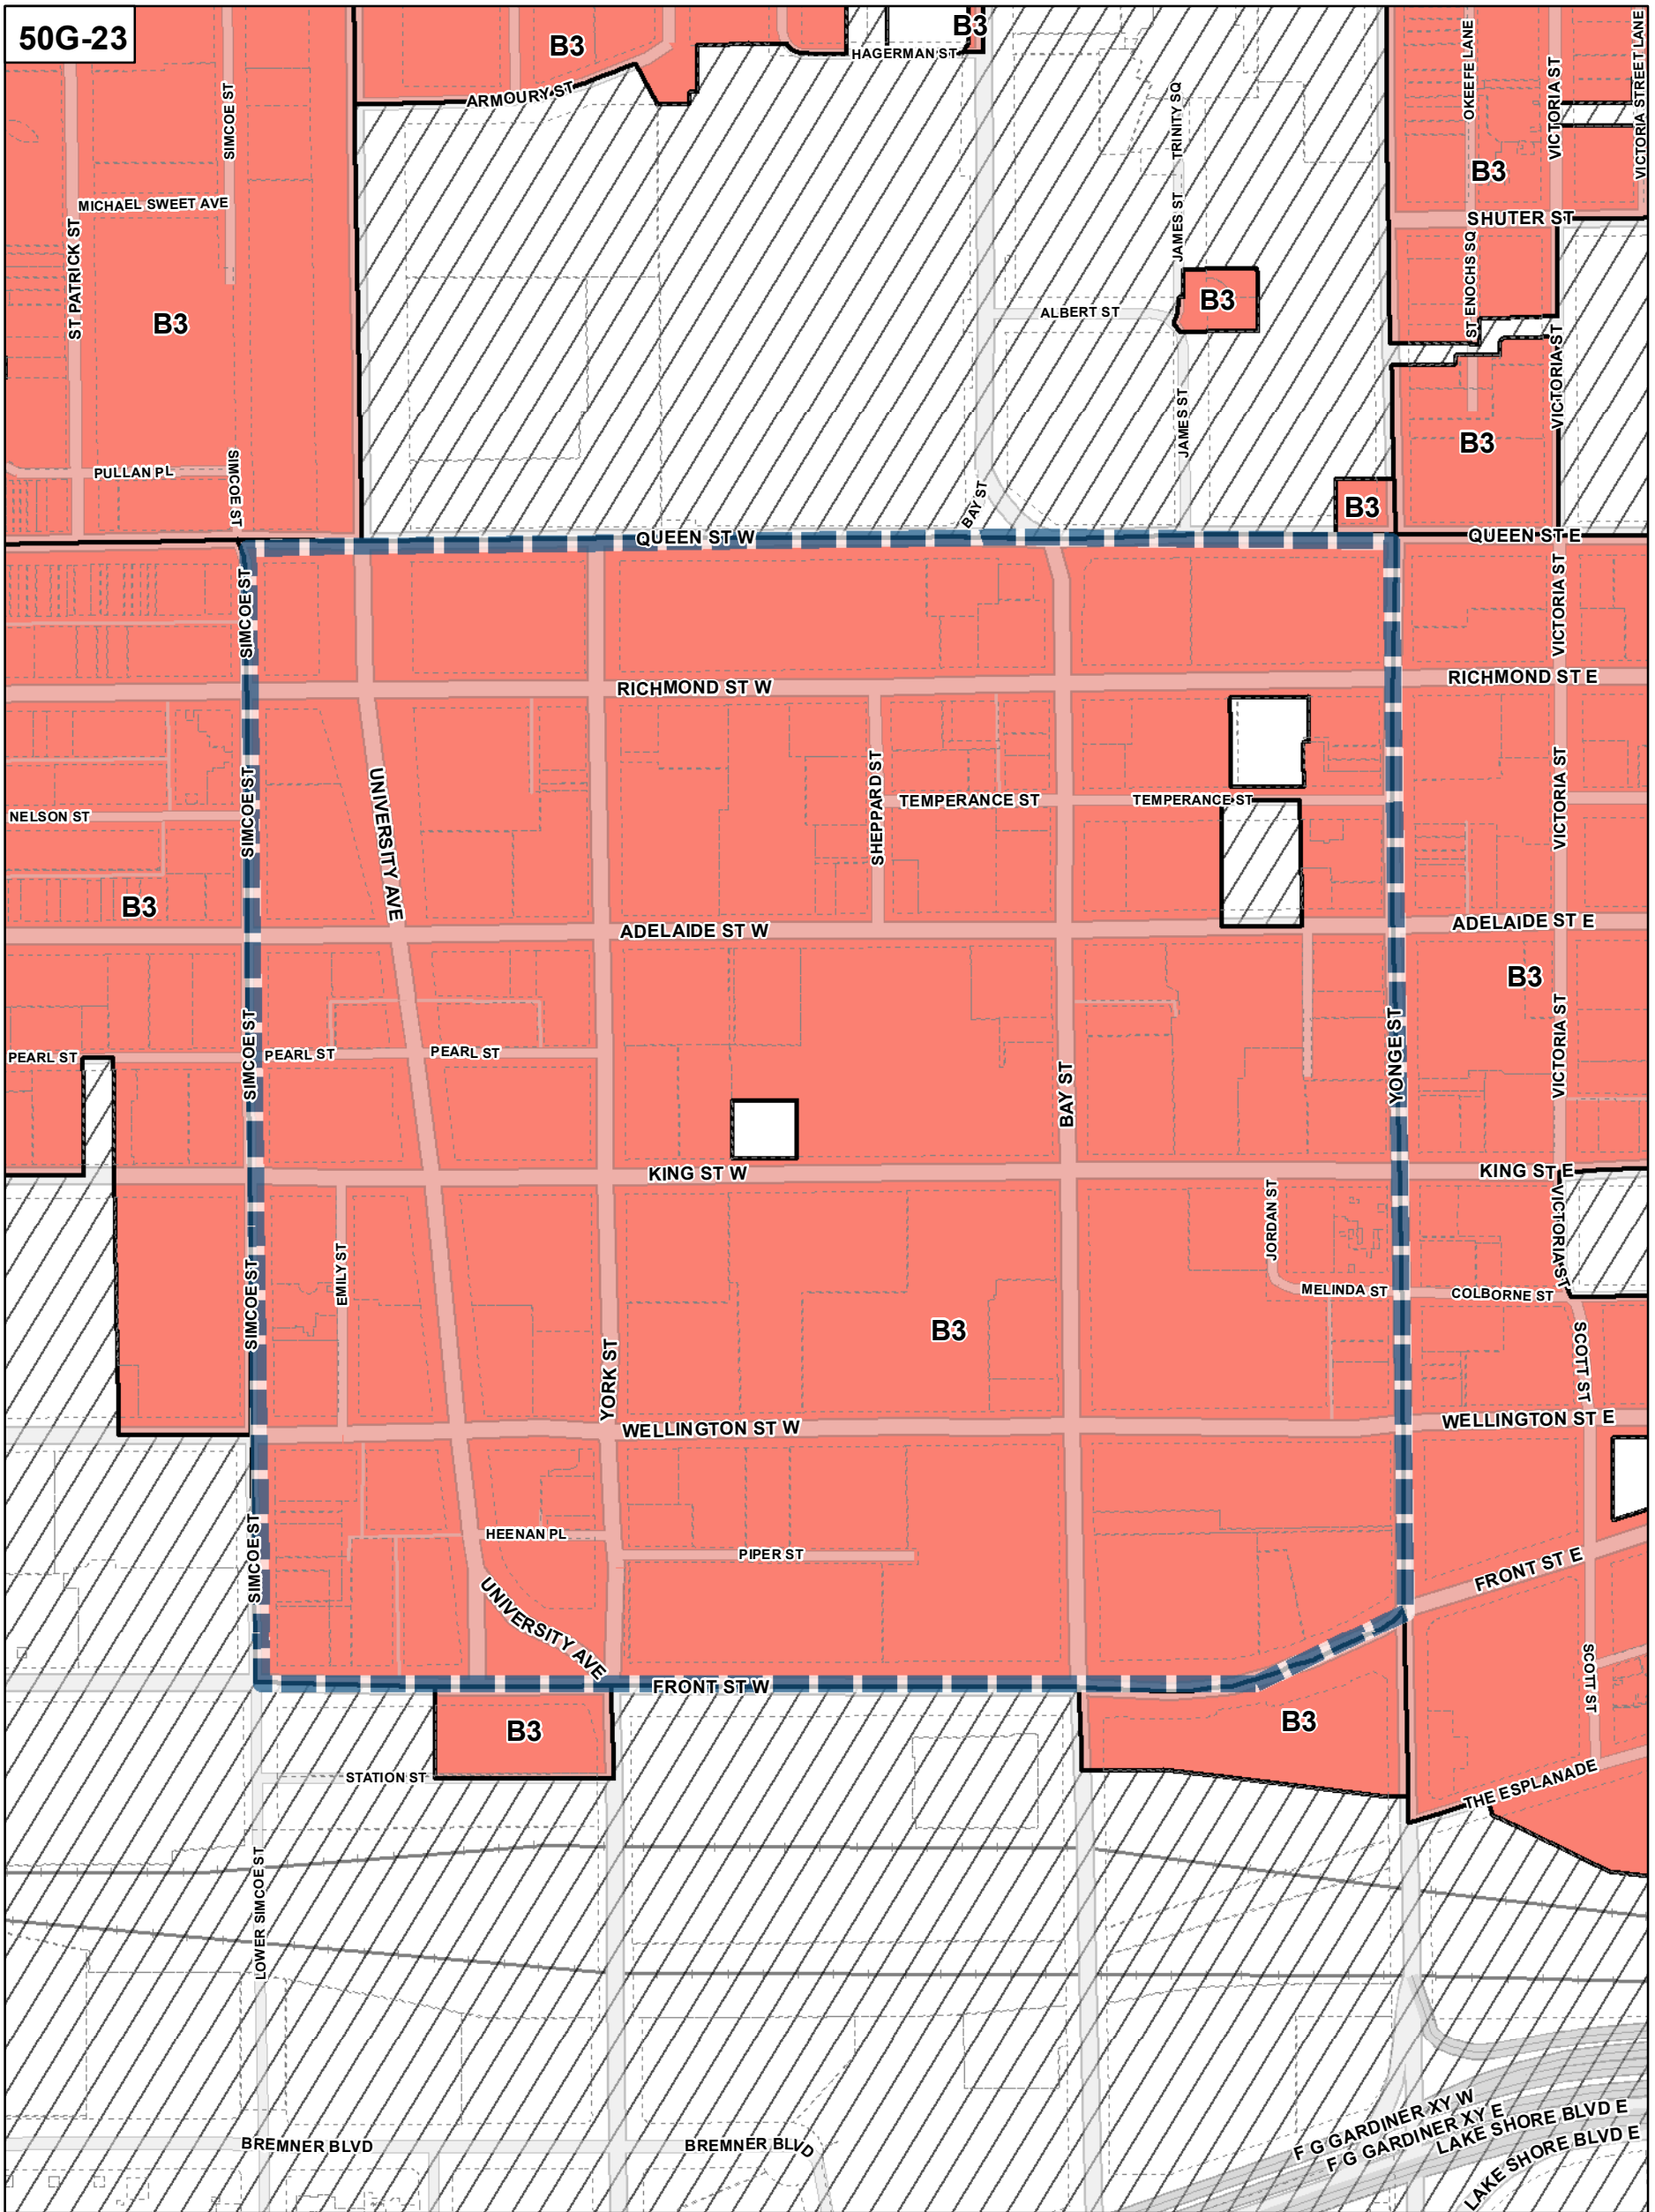 50G-23
B3
B3
HAGERMAN ST
ARMOURY ST
SIMCOE ST
TRINITY SQ
OKEEFE LANE
VICTORIA ST
VICTORIA STREET LANE
B3
MICHAEL SWEET AVE
ST PATRICK ST
JAMES ST
SHUTER ST
ST ENOCHS SQ
B3
B3
ALBERT ST
VICTORIA ST
JAMES ST
B3
PULLAN PL
SIMCOE ST
BAY ST
B3
QUEEN ST W
QUEEN ST E
SIMCOE ST
VICTORIA ST
RICHMOND ST W
RICHMOND ST E
UNIVERSITY AVE
SIMCOE ST
SHEPPARD ST
TEMPERANCE ST
TEMPERANCE ST
VICTORIA ST
NELSON ST
B3
ADELAIDE ST W
ADELAIDE ST E
B3
SIMCOE ST
YONGE ST
VICTORIA ST
PEARL ST
PEARL ST
PEARL ST
BAY ST
KING ST W
KING ST E
JORDAN ST
VICTORIA ST
EMILY ST
SIMCOE ST
MELINDA ST
COLBORNE ST
B3
YORK ST
SCOTT ST
WELLINGTON ST W
WELLINGTON ST E
SIMCOE ST
HEENAN PL
PIPER ST
FRONT ST E
UNIVERSITY AVE
FRONT ST W
SCOTT ST
B3
B3
STATION ST
THE ESPLANADE
LOWER SIMCOE ST
BREMNER BLVD
BREMNER BLVD
F G GARDINER XY W
F G GARDINER XY E
LAKE SHORE BLVD E
LAKE SHORE BLVD E